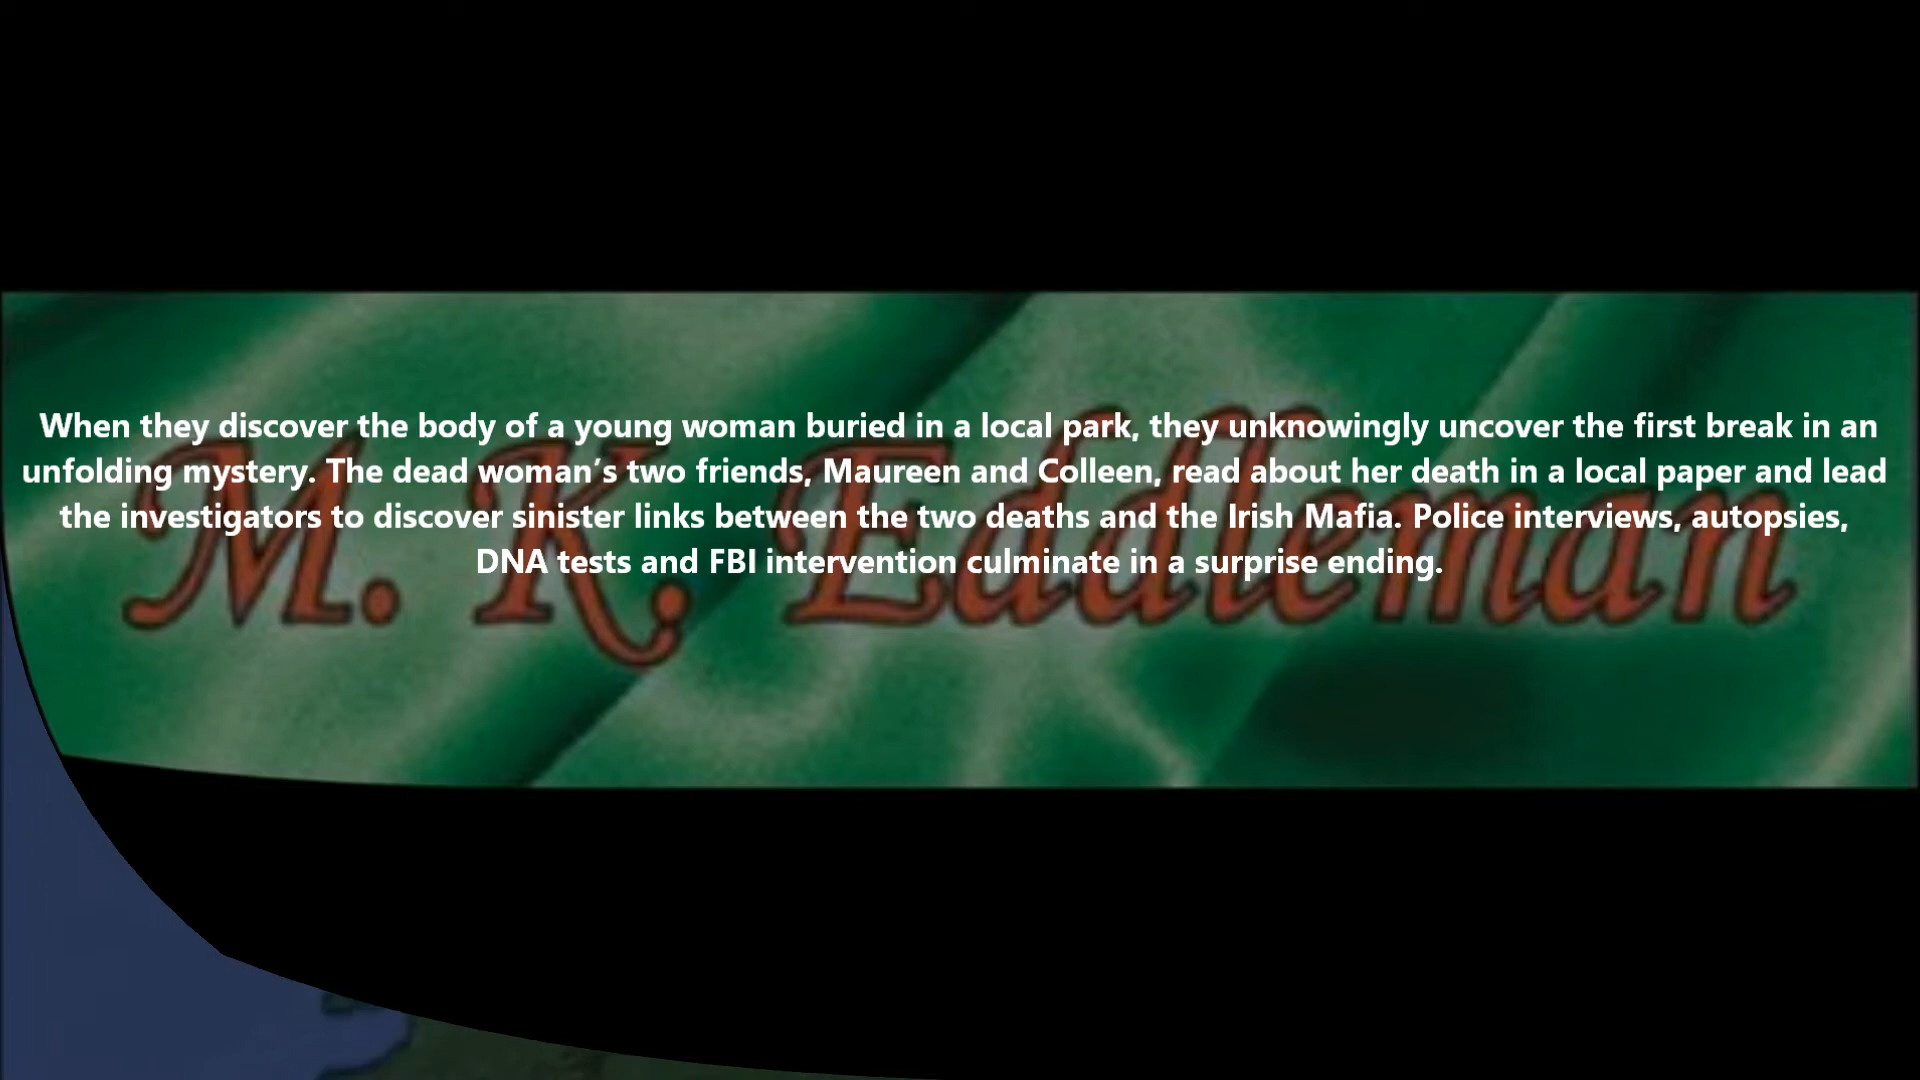 When they discover the body of a young woman buried in a local park, they unknowingly uncover the first break in an
unfolding mystery. The dead woman’s two friends, Maureen and Colleen, read about her death in a local paper and lead
the investigators to discover sinister links between the two deaths and the Irish Mafia. Police interviews, autopsies,
DNA tests and FBI intervention culminate in a surprise ending.
M. K. Eddleman